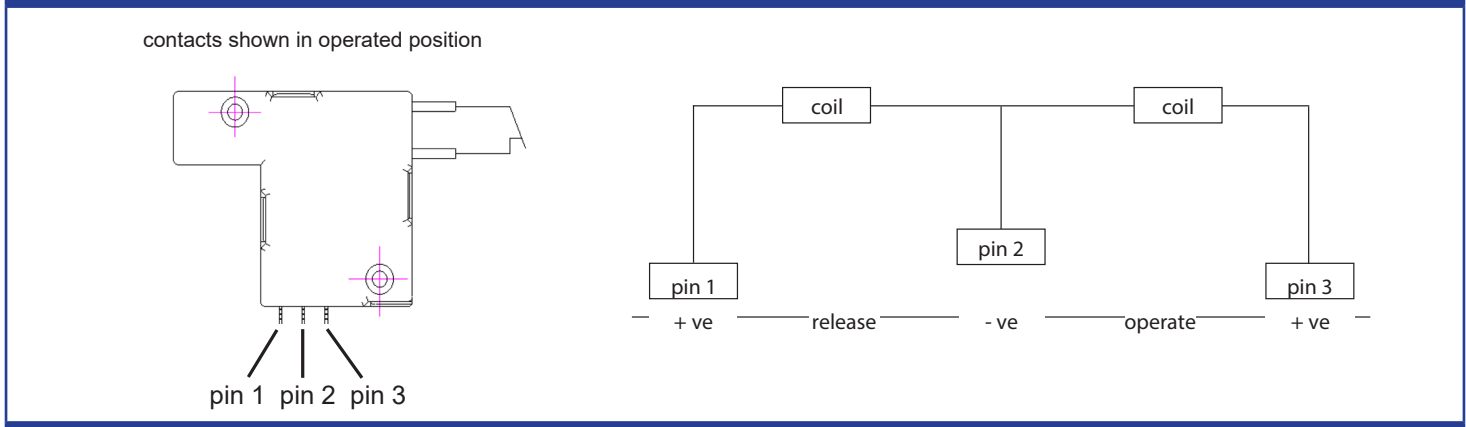 contacts shown in operated position
pin 1 pin 2 pin 3
coil coil
pin 2
pin 1 pin 3
+ ve release - ve operate + ve